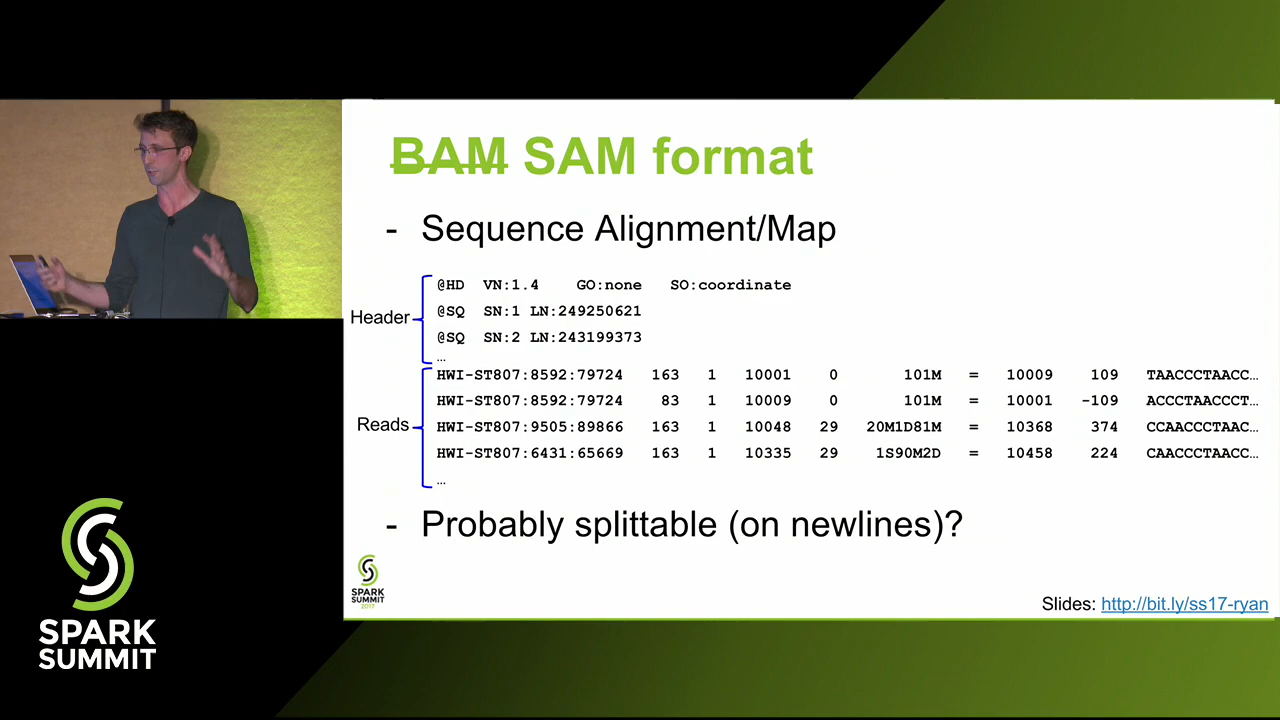 BAM SAM format
- Sequence Alignment/Map
Header
@HD VN:1.4 GO:none SO:coordinate
@SQ SN:1 LN:249250621
@SQ SN:2 LN:243199373
…
Reads
HWI-ST807:8592:79724 163 1 10001 0 101M = 10009 109 TAACCCTAACC…
HWI-ST807:8592:79724 83 1 10009 0 101M = 10001 -109 ACCCTAACCCT…
HWI-ST807:9505:89866 163 1 10048 29 20M1D81M = 10368 374 CCAACCCTAAC…
HWI-ST807:6431:65669 163 1 10335 29 1S90M2D = 10458 224 CAACCCTAACC…
…
- Probably splittable (on newlines)?
SPARK
SUMMIT
2017
Slides: http://bit.ly/ss17-ryan
SPARK
SUMMIT